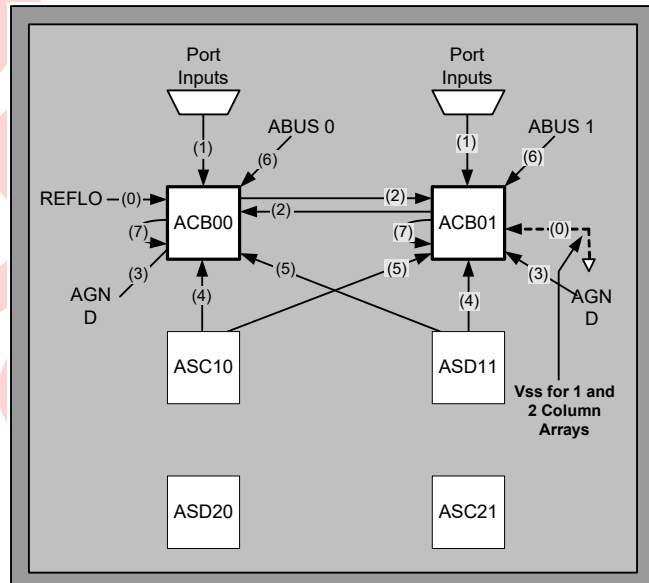 Port
Inputs
Port
Inputs
ABUS 0
ABUS 1
(1)
(6)
(1)
(6)
REFLO
(0)
ACB00
(2)
(2)
ACB01
(0)
(7)
(7)
(3)
(5)
(5)
(3)
AGN
D
(4)
(4)
AGN
D
ASC10
ASD11
Vss for 1 and
2 Column
Arrays
ASD20
ASC21